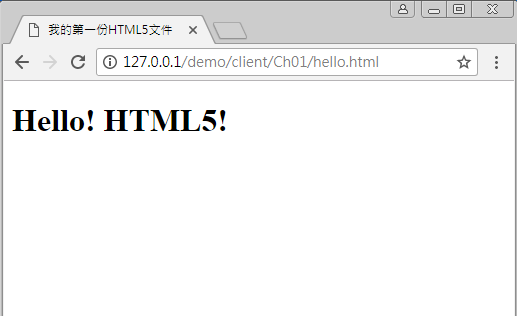 我的第一份HTML5文件
127.0.0.1/demo/client/Ch01/hello.html
Hello! HTML5!